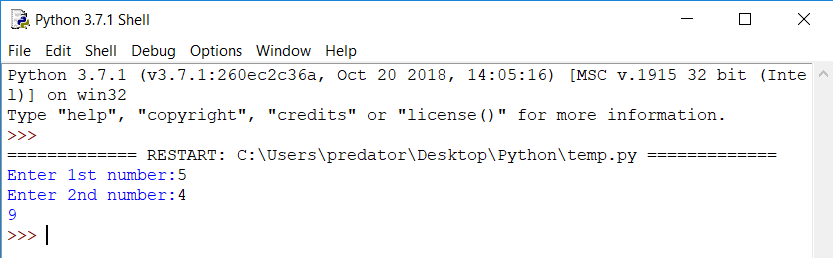 Python 3.7.1 Shell
File Edit Shell Debug Options Window Help
Python 3.7.1 (v3.7.1:260ec2c36a, Oct 20 2018, 14:05:16) [MSC v.1915 32 bit (Inte
l)] on win32
Type "help", "copyright", "credits" or "license()" for more information.
>>>
============= RESTART: C:\Users\predator\Desktop\Python\temp.py =============
Enter 1st number:5
Enter 2nd number:4
9
>>>